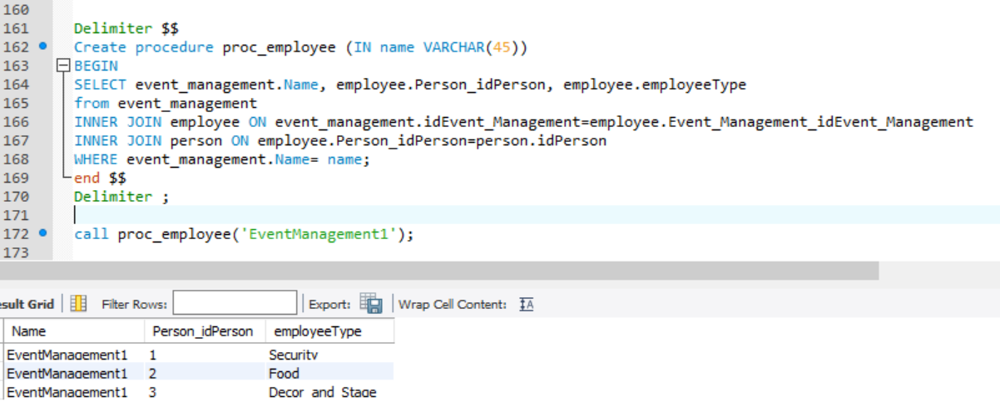 160
161 Delimiter $$
162 Create procedure proc_employee (IN name VARCHAR(45))
163 BEGIN
164 SELECT event_management.Name, employee.Person_idPerson, employee.employeeType
165 from event_management
166 INNER JOIN employee ON event_management.idEvent_Management=employee.Event_Management_idEvent_Management
167 INNER JOIN person ON employee.Person_idPerson=person.idPerson
168 WHERE event_management.Name= name;
169 end $$
170 Delimiter ;
171
172 call proc_employee('EventManagement1');
173
esult Grid Filter Rows: Export: Wrap Cell Content: IA
Name Person_idPerson employeeType
EventManagement1 1 Security
EventManagement1 2 Food
EventManagement1 3 Decor and Stage